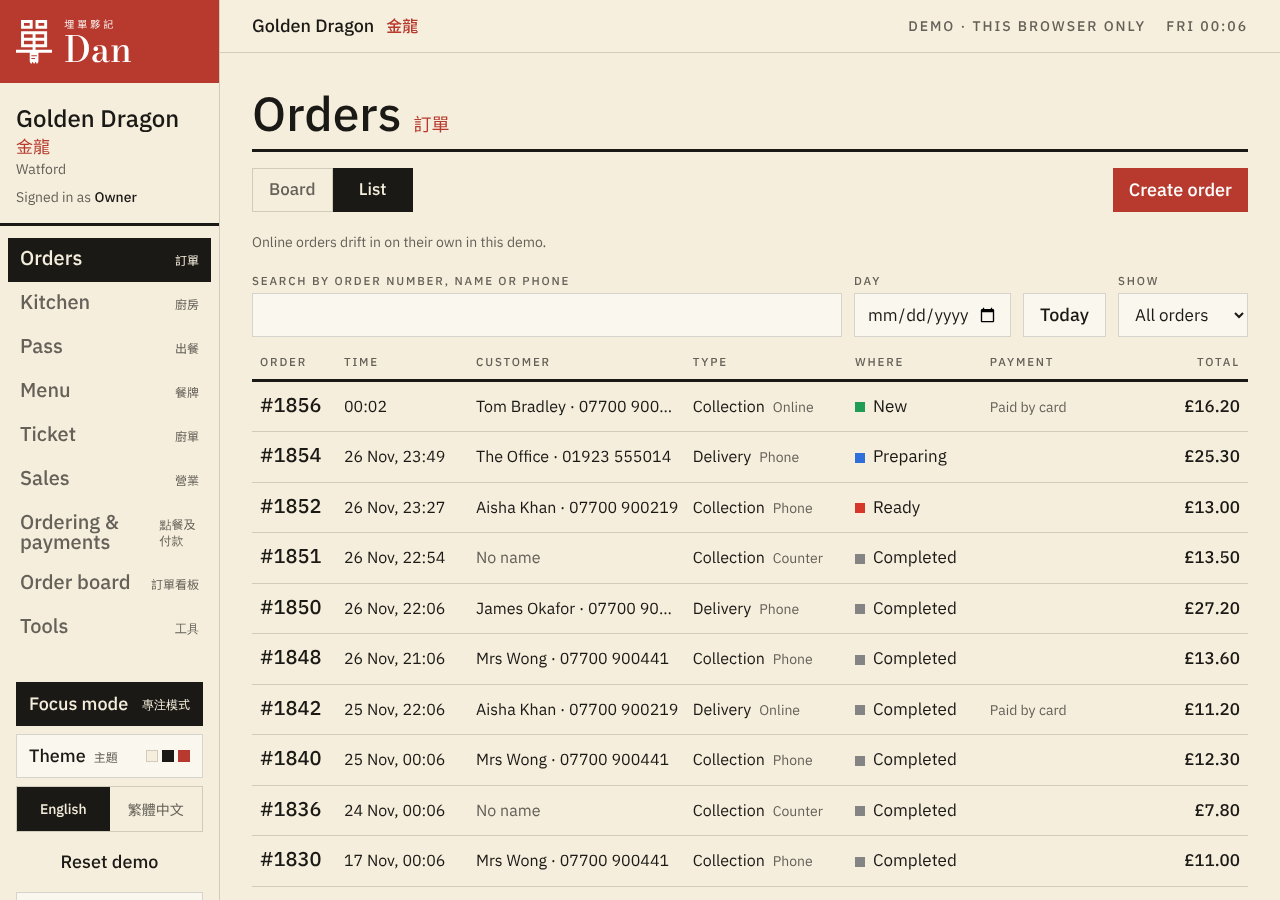 單 埋單夥記
Dan
Golden Dragon
金龍
Watford
Signed in as Owner
Orders 訂單
Kitchen 廚房
Pass 出餐
Menu 餐牌
Ticket 廚單
Sales 營業
Ordering & payments 點餐及付款
Order board 訂單看板
Tools 工具
Focus mode 專注模式
Theme 主題
English 繁體中文
Reset demo
Golden Dragon 金龍
DEMO · THIS BROWSER ONLY FRI 00:06
Orders 訂單
Board List Create order
Online orders drift in on their own in this demo.
SEARCH BY ORDER NUMBER, NAME OR PHONE DAY SHOW
mm/dd/yyyy Today All orders
ORDER TIME CUSTOMER TYPE WHERE PAYMENT TOTAL
#1856 00:02 Tom Bradley · 07700 900... Collection Online New Paid by card £16.20
#1854 26 Nov, 23:49 The Office · 01923 555014 Delivery Phone Preparing £25.30
#1852 26 Nov, 23:27 Aisha Khan · 07700 900219 Collection Phone Ready £13.00
#1851 26 Nov, 22:54 No name Collection Counter Completed £13.50
#1850 26 Nov, 22:06 James Okafor · 07700 90... Delivery Phone Completed £27.20
#1848 26 Nov, 21:06 Mrs Wong · 07700 900441 Collection Phone Completed £13.60
#1842 25 Nov, 22:06 Aisha Khan · 07700 900219 Delivery Online Completed Paid by card £11.20
#1840 25 Nov, 00:06 Mrs Wong · 07700 900441 Collection Phone Completed £12.30
#1836 24 Nov, 00:06 No name Collection Counter Completed £7.80
#1830 17 Nov, 00:06 Mrs Wong · 07700 900441 Collection Phone Completed £11.00